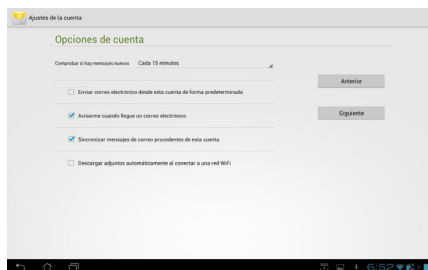 Ajustes de la cuenta
Opciones de cuenta
Comprobar si hay mensajes nuevos Cada 15 minutos
Anterior
Enviar correo electrónico desde esta cuenta de forma predeterminada
Avisarme cuando llegue un correo electrónico
Siguiente
Sincronizar mensajes de correo procedentes de esta cuenta
Descargar adjuntos automáticamente al conectar a una red WiFi
6:52